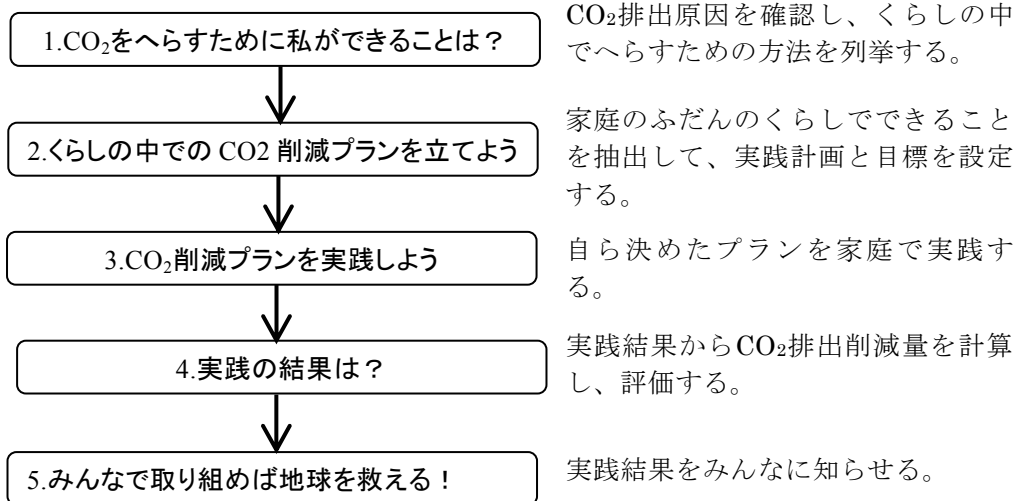 1.CO₂をへらすために私ができることは？
CO₂排出原因を確認し、くらしの中
でへらすための方法を列挙する。
2.くらしの中での CO2 削減プランを立てよう
家庭のふだんのくらしでできること
を抽出して、実践計画と目標を設定
する。
3.CO₂削減プランを実践しよう
自ら決めたプランを家庭で実践す
る。
4.実践の結果は？
実践結果からCO₂排出削減量を計算
し、評価する。
5.みんなで取り組めば地球を救える！
実践結果をみんなに知らせる。